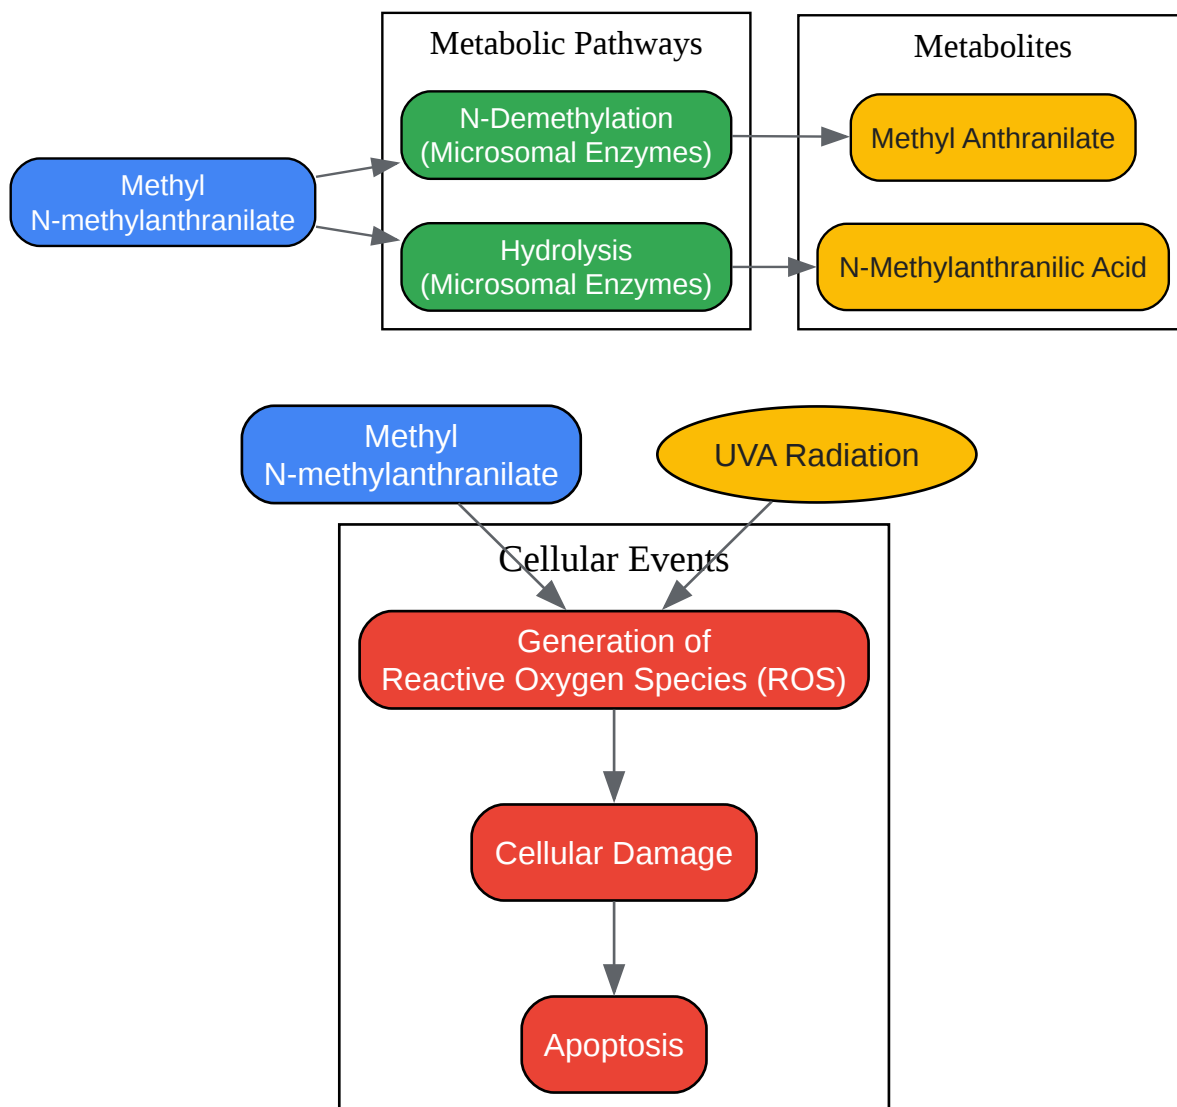 Metabolic Pathways
Metabolites
N-Demethylation
(Microsomal Enzymes)
Methyl Anthranilate
Methyl
N-methylanthranilate
Hydrolysis
(Microsomal Enzymes)
N-Methylanthranilic Acid
Methyl
N-methylanthranilate
UVA Radiation
Cellular Events
Generation of
Reactive Oxygen Species (ROS)
Cellular Damage
Apoptosis